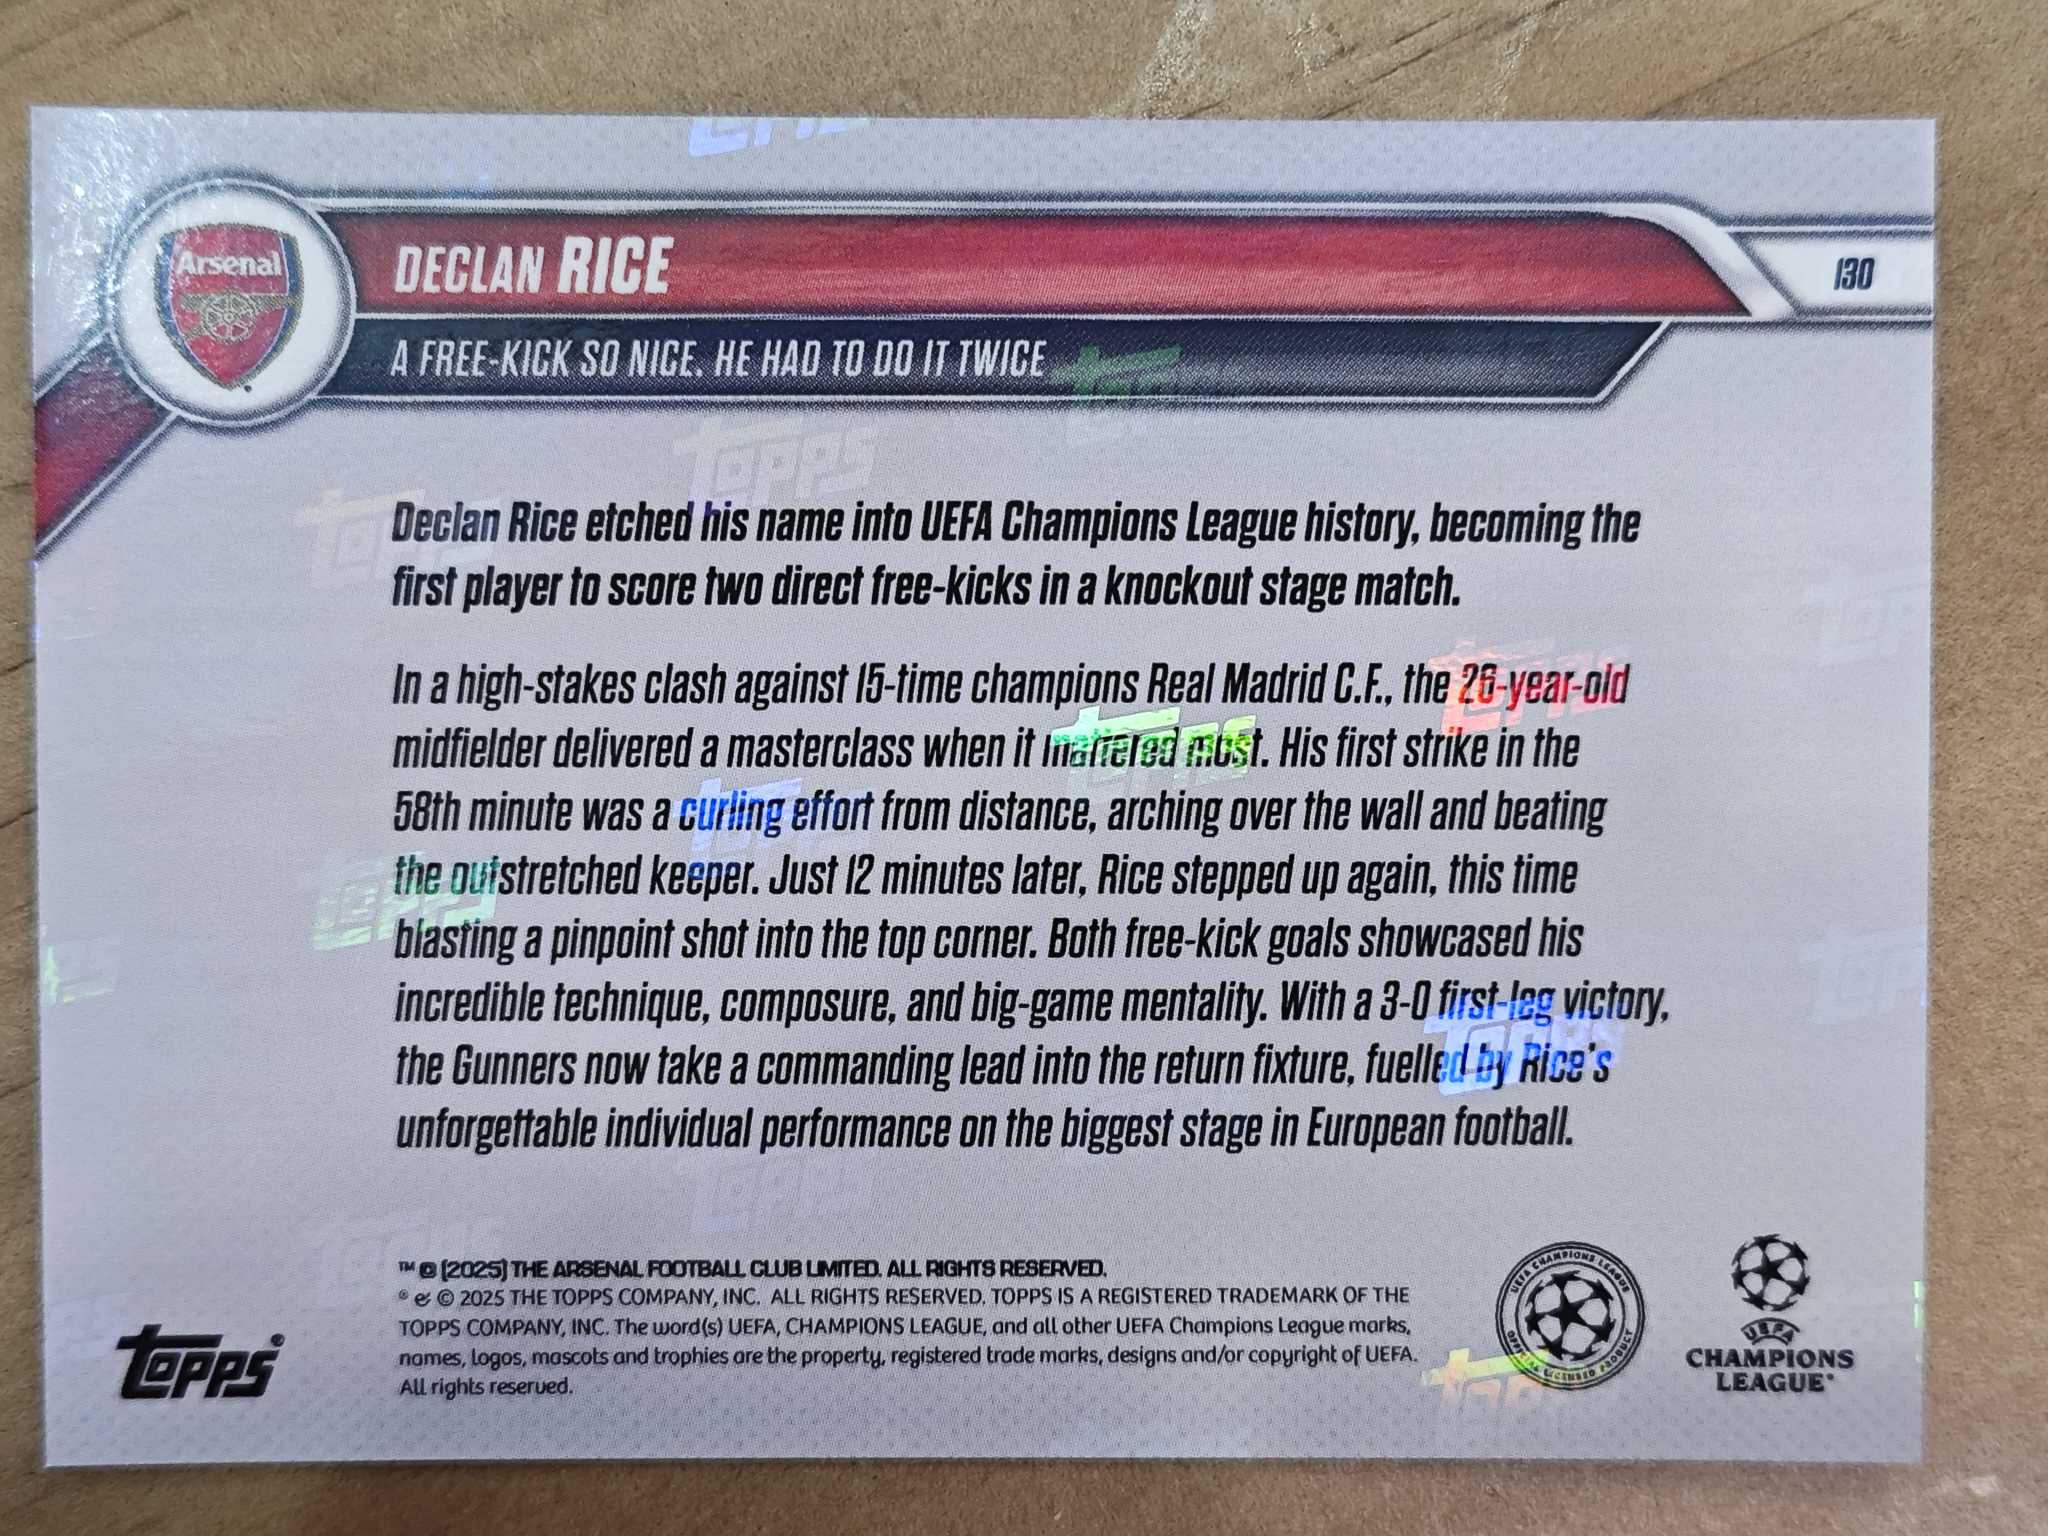 Arsenal
DECLAN RICE
130
A FREE-KICK SO NICE. HE HAD TO DO IT TWICE
Declan Rice etched his name into UEFA Champions League history, becoming the
first player to score two direct free-kicks in a knockout stage match.
In a high-stakes clash against 15-time champions Real Madrid C.F., the 26-year-old
midfielder delivered a masterclass when it mattered most. His first strike in the
58th minute was a curling effort from distance, arching over the wall and beating
the outstretched keeper. Just 12 minutes later, Rice stepped up again, this time
blasting a pinpoint shot into the top corner. Both free-kick goals showcased his
incredible technique, composure, and big-game mentality. With a 3-0 first-leg victory,
the Gunners now take a commanding lead into the return fixture, fuelled by Rice's
unforgettable individual performance on the biggest stage in European football.
™ © (2025) THE ARSENAL FOOTBALL CLUB LIMITED. ALL RIGHTS RESERVED.
® & © 2025 THE TOPPS COMPANY, INC. ALL RIGHTS RESERVED. TOPPS IS A REGISTERED TRADEMARK OF THE
TOPPS COMPANY, INC. The word(s) UEFA, CHAMPIONS LEAGUE, and all other UEFA Champions League marks,
names, logos, mascots and trophies are the property, registered trade marks, designs and/or copyright of UEFA.
All rights reserved.
Topps®
UEFA CHAMPIONS LEAGUE
OFFICIAL LICENSED PRODUCT
UEFA
CHAMPIONS
LEAGUE®